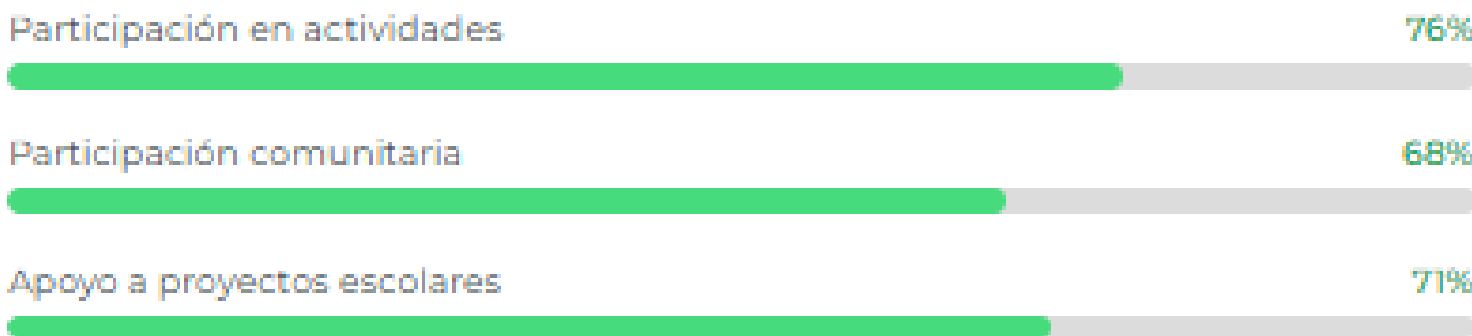 Participación en actividades 76%
Participación comunitaria 68%
Apoyo a proyectos escolares 71%